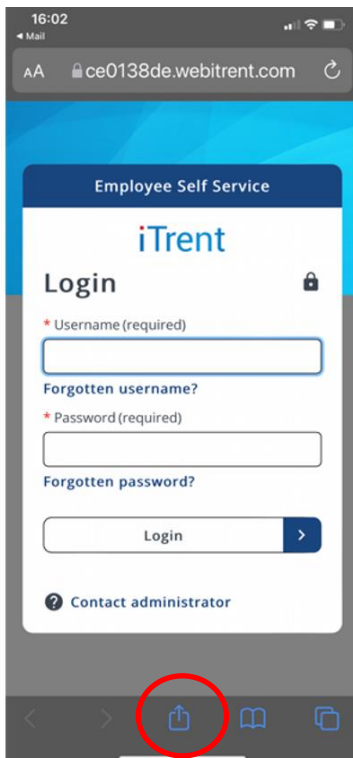 16:02
◄ Mail
AA ce0138de.webitrent.com
Employee Self Service
iTrent
Login
* Username (required)
Forgotten username?
* Password (required)
Forgotten password?
Login
? Contact administrator